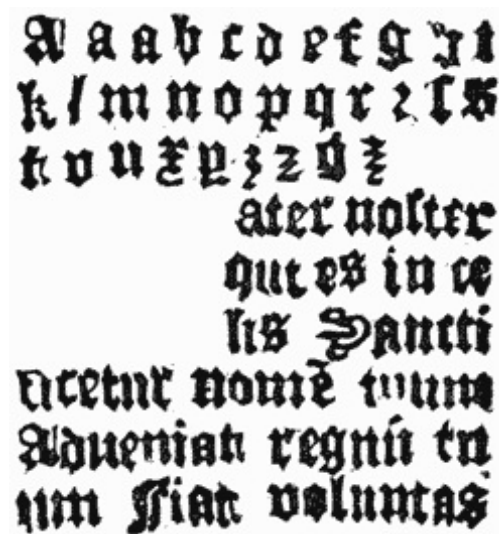 A a a b c d e f g h i
k l m n o p q r ꝛ ſ s
t v u x y ȝ z
ater noſter
qui es in ce
lis Sancti
ficetur nomē tuum
Adueniat regnū tu
um Fiat voluntas